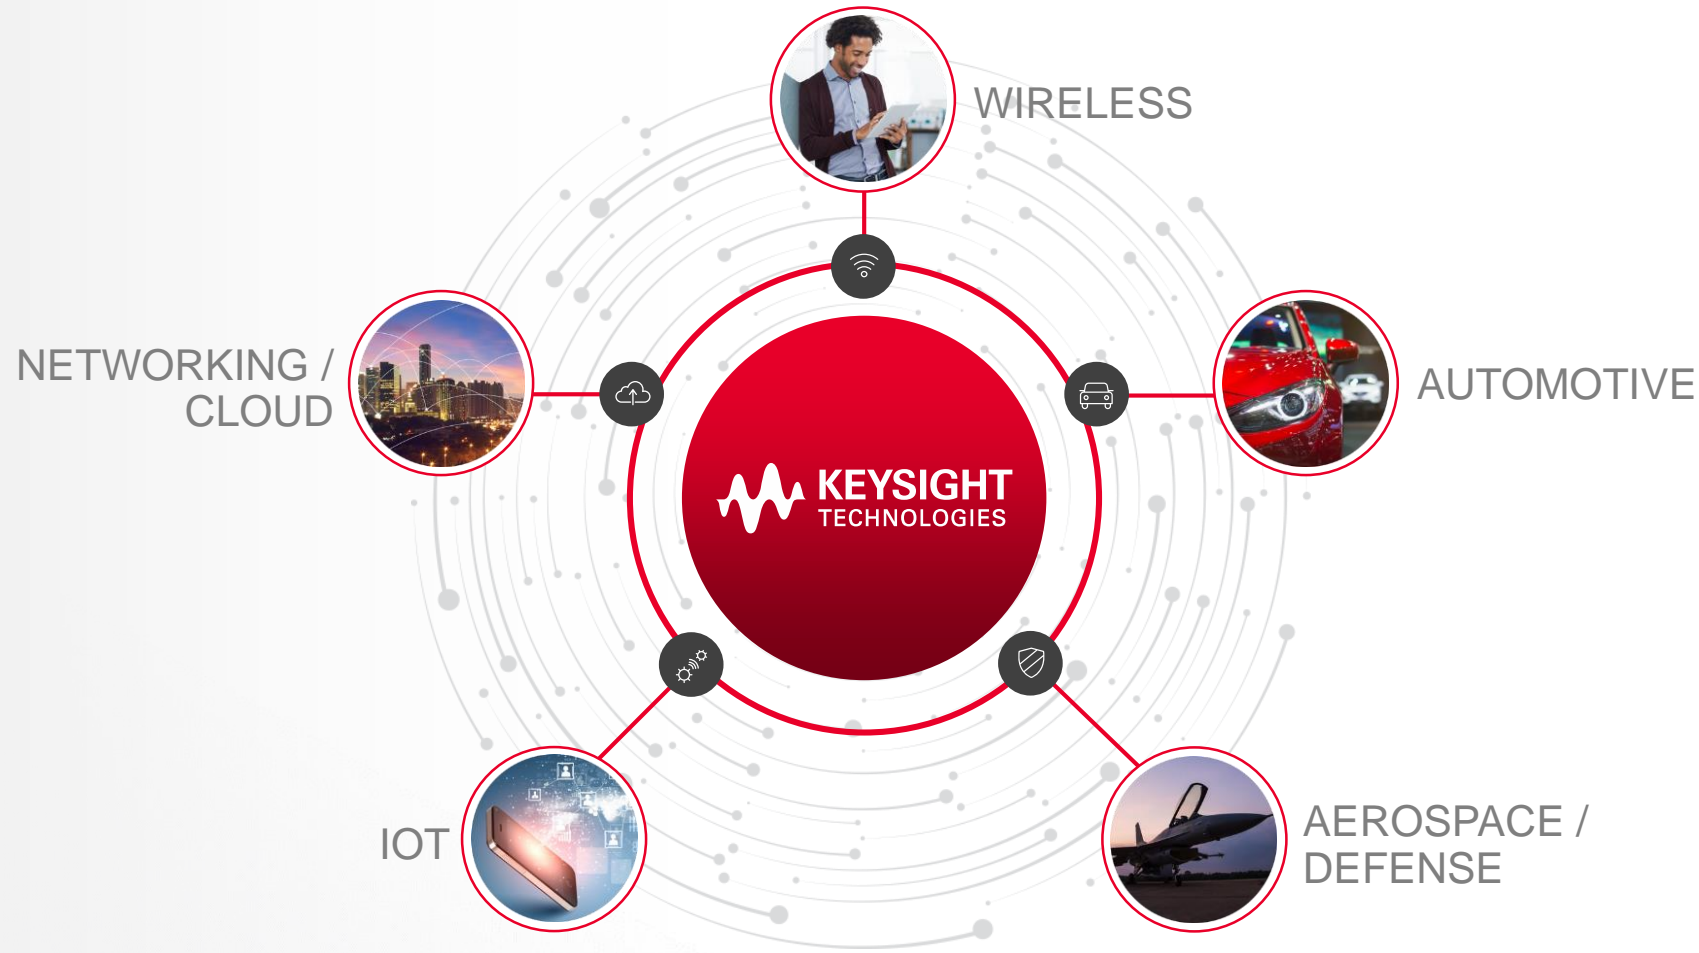 WIRELESS
NETWORKING /
CLOUD
AUTOMOTIVE
KEYSIGHT
TECHNOLOGIES
IOT
AEROSPACE /
DEFENSE